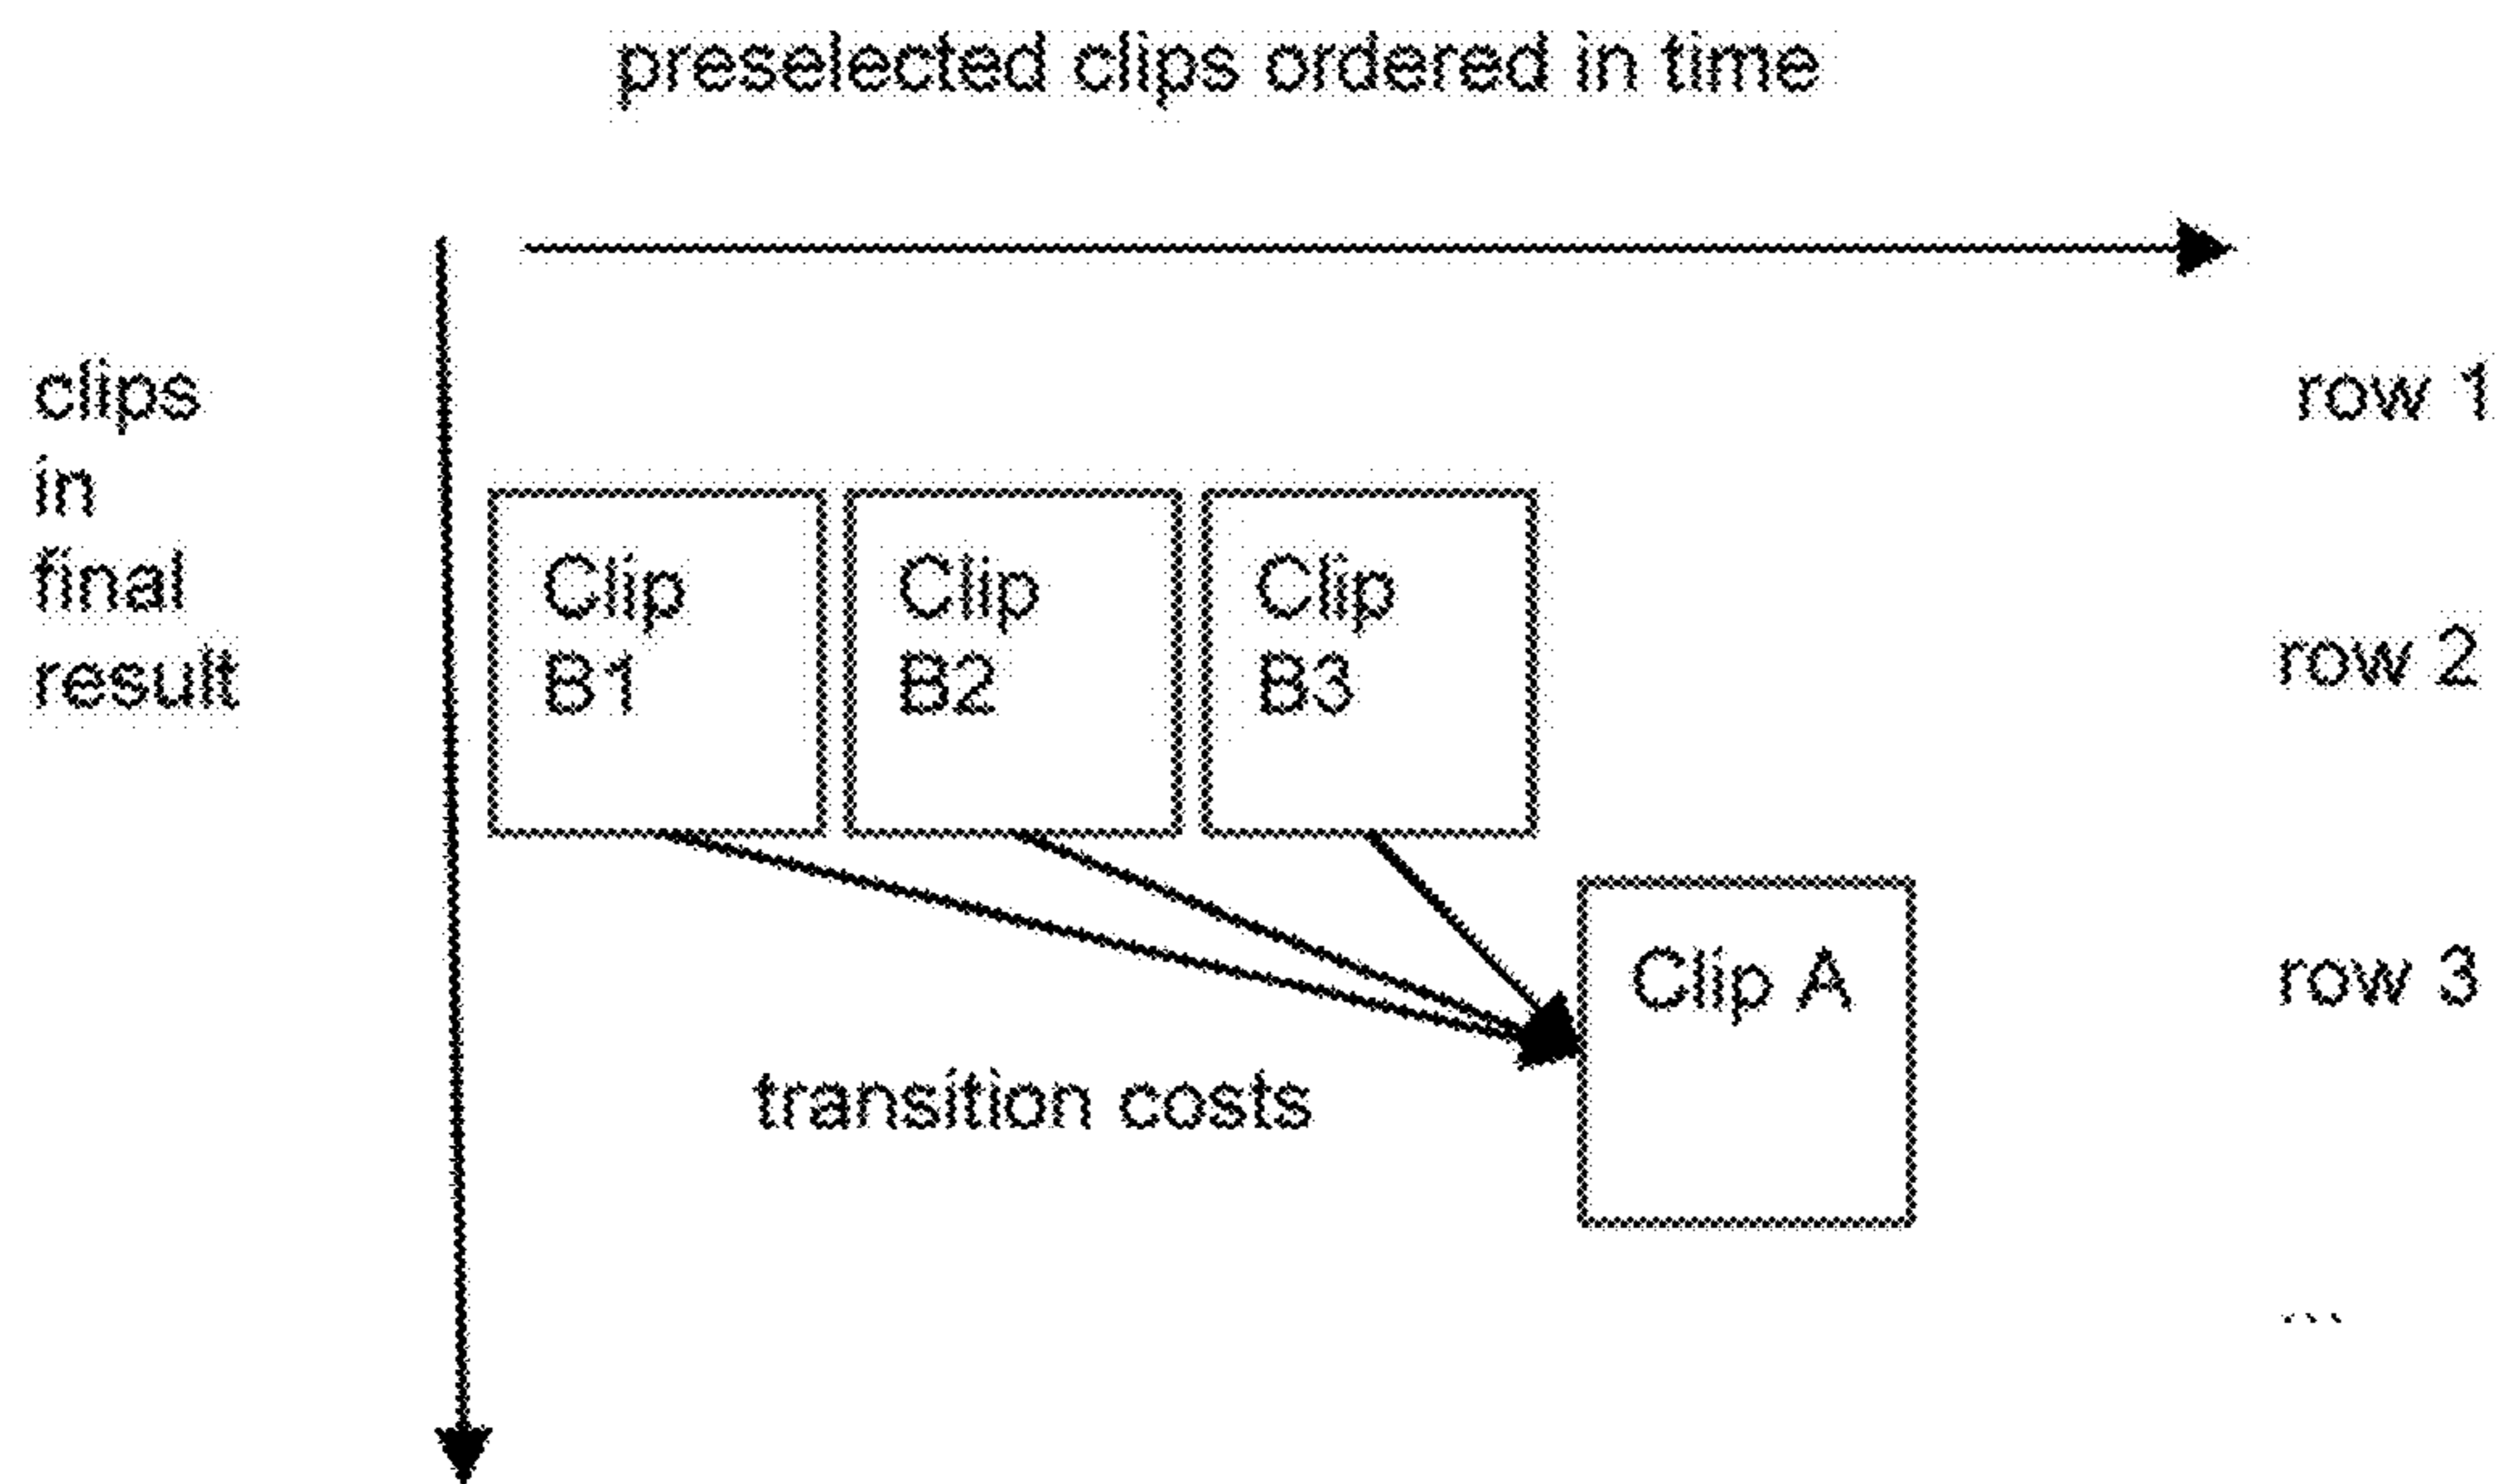 preselected clips ordered in time
clips
in
final
result
row 1
Clip
B1
Clip
B2
Clip
B3
row 2
Clip A
row 3
transition costs
...